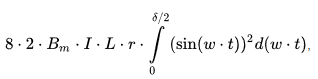 8 · 2 · B_m · I · L · r · ∫_0^{δ/2} (sin(w · t))² d(w · t),